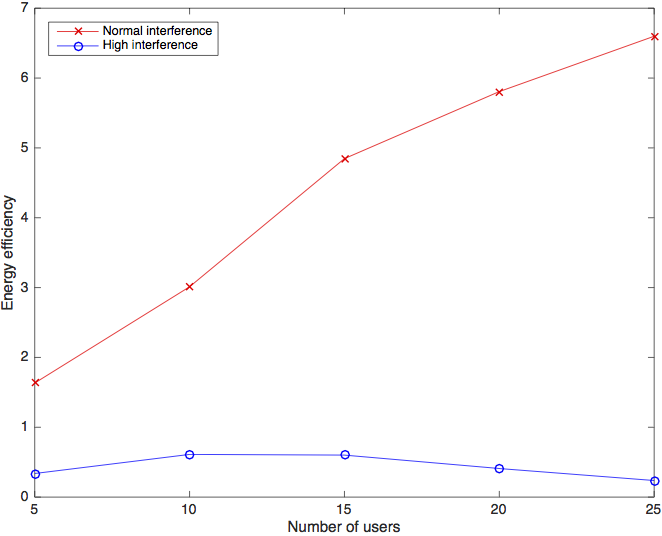 7
6
5
4
3
2
1
0
Energy efficiency
Normal interference
High interference
5 10 15 20 25
Number of users